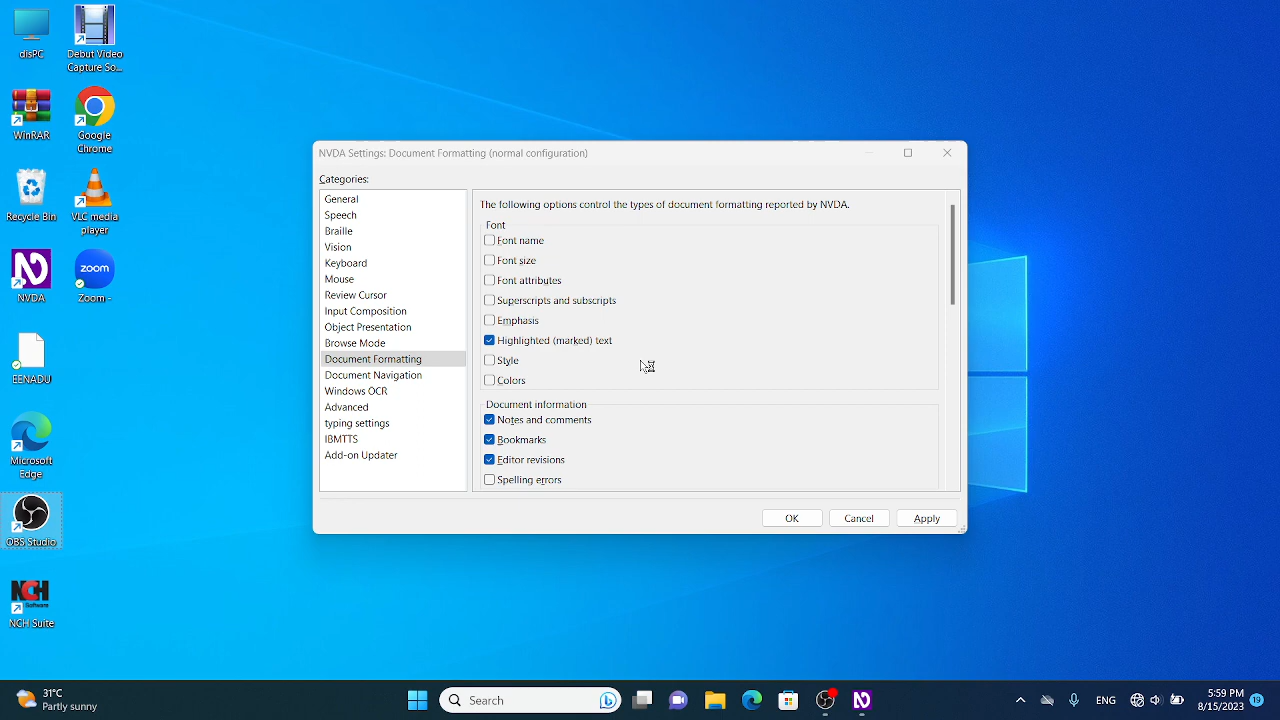 disPC
Debut Video
Capture So...
WinRAR
Google
Chrome
Recycle Bin
VLC media
player
NVDA
zoom
Zoom -
EENADU
Microsoft
Edge
OBS Studio
NCH
Software
NCH Suite
NVDA Settings: Document Formatting (normal configuration)
Categories:
General
Speech
Braille
Vision
Keyboard
Mouse
Review Cursor
Input Composition
Object Presentation
Browse Mode
Document Formatting
Document Navigation
Windows OCR
Advanced
typing settings
IBMTTS
Add-on Updater
The following options control the types of document formatting reported by NVDA.
Font
Font name
Font size
Font attributes
Superscripts and subscripts
Emphasis
Highlighted (marked) text
Style
Colors
Document information
Notes and comments
Bookmarks
Editor revisions
Spelling errors
OK
Cancel
Apply
31°C
Partly sunny
Search
ENG
5:59 PM
8/15/2023
19